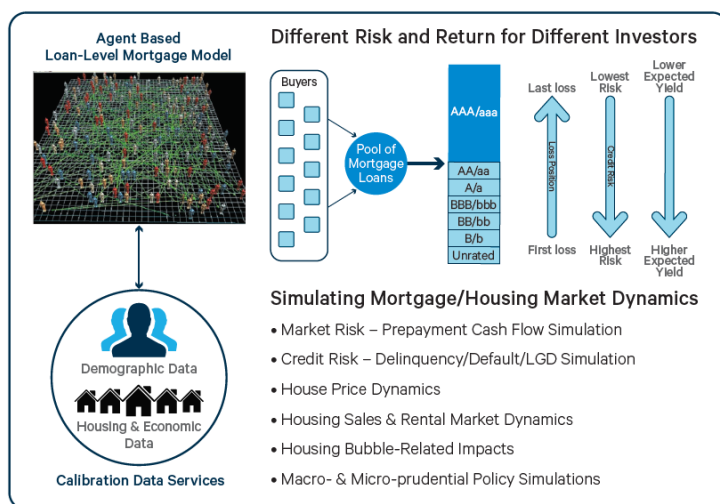 Agent Based
Loan-Level Mortgage Model
Different Risk and Return for Different Investors
Buyers
Pool of
Mortgage
Loans
AAA/aaa
AA/aa
A/a
BBB/bbb
BB/bb
B/b
Unrated
Last loss
Loss Position
First loss
Lowest
Risk
Credit Risk
Highest
Risk
Lower
Expected
Yield
Higher
Expected
Yield
Demographic Data
Housing & Economic
Data
Calibration Data Services
Simulating Mortgage/Housing Market Dynamics
• Market Risk – Prepayment Cash Flow Simulation
• Credit Risk – Delinquency/Default/LGD Simulation
• House Price Dynamics
• Housing Sales & Rental Market Dynamics
• Housing Bubble-Related Impacts
• Macro- & Micro-prudential Policy Simulations